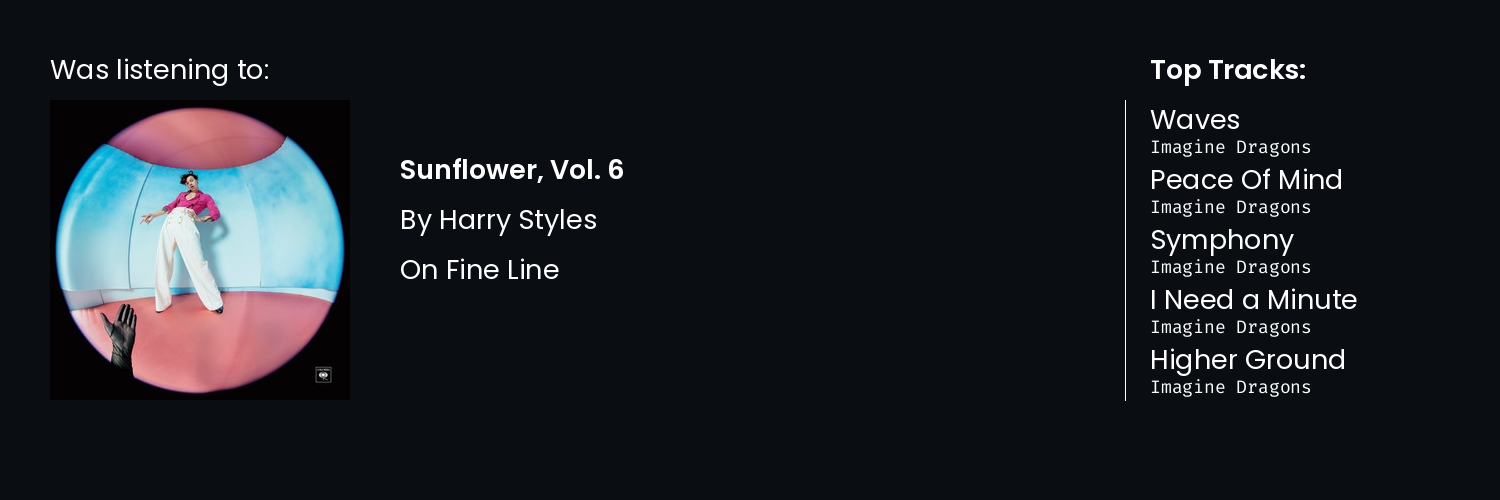 Was listening to:
Sunflower, Vol. 6
By Harry Styles
On Fine Line
Top Tracks:
Waves
Imagine Dragons
Peace Of Mind
Imagine Dragons
Symphony
Imagine Dragons
I Need a Minute
Imagine Dragons
Higher Ground
Imagine Dragons